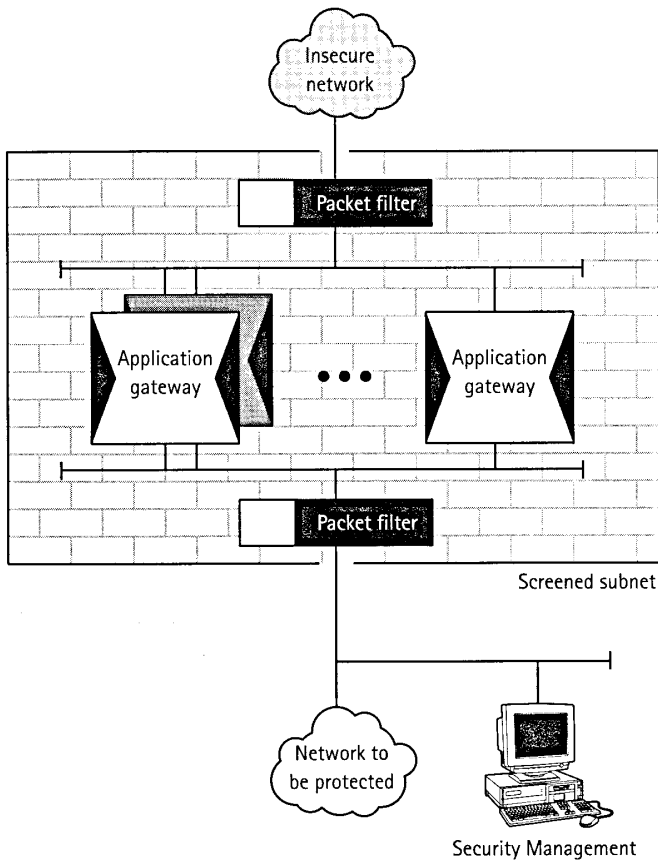 Insecure
network
Packet filter
Application
gateway
Application
gateway
Packet filter
Screened subnet
Network to
be protected
Security Management